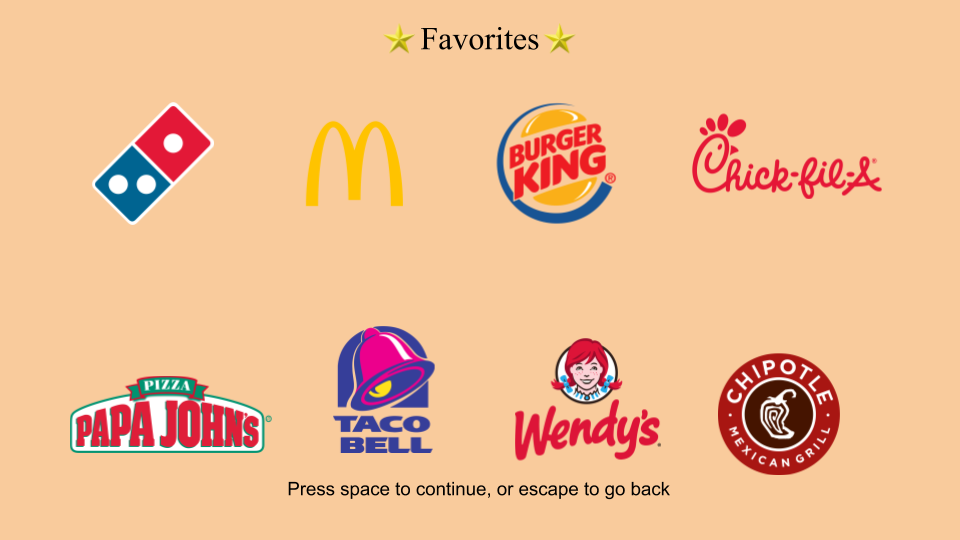 Favorites
BURGER
KING
®
Chick-fil-A
PIZZA
PAPA JOHN'S
TACO
BELL
Wendy's
CHIPOTLE
MEXICAN GRILL
Press space to continue, or escape to go back